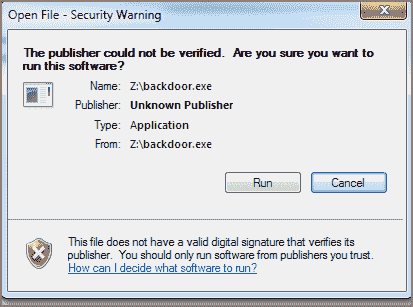 Open File - Security Warning
The publisher could not be verified.  Are you sure you want to
run this software?
Name: Z:\backdoor.exe
Publisher: Unknown Publisher
Type: Application
From: Z:\backdoor.exe
Run Cancel
This file does not have a valid digital signature that verifies its
publisher.  You should only run software from publishers you trust.
How can I decide what software to run?